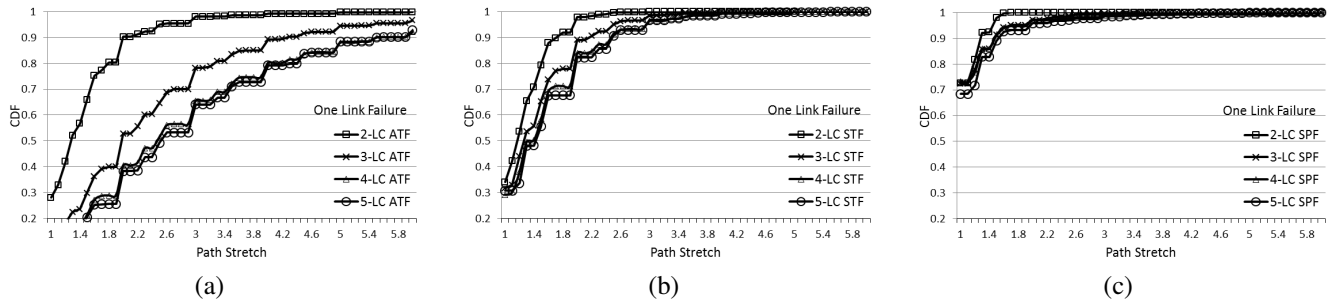 1
0.9
0.8
0.7
0.6
0.5
0.4
0.3
0.2
CDF
One Link Failure
2-LC ATF
3-LC ATF
4-LC ATF
5-LC ATF
1 1.4 1.8 2.2 2.6 3 3.4 3.8 4.2 4.6 5 5.4 5.8
Path Stretch
(a)
1
0.9
0.8
0.7
0.6
0.5
0.4
0.3
0.2
CDF
One Link Failure
2-LC STF
3-LC STF
4-LC STF
5-LC STF
1 1.4 1.8 2.2 2.6 3 3.4 3.8 4.2 4.6 5 5.4 5.8
Path Stretch
(b)
1
0.9
0.8
0.7
0.6
0.5
0.4
0.3
0.2
CDF
One Link Failure
2-LC SPF
3-LC SPF
4-LC SPF
5-LC SPF
1 1.4 1.8 2.2 2.6 3 3.4 3.8 4.2 4.6 5 5.4 5.8
Path Stretch
(c)